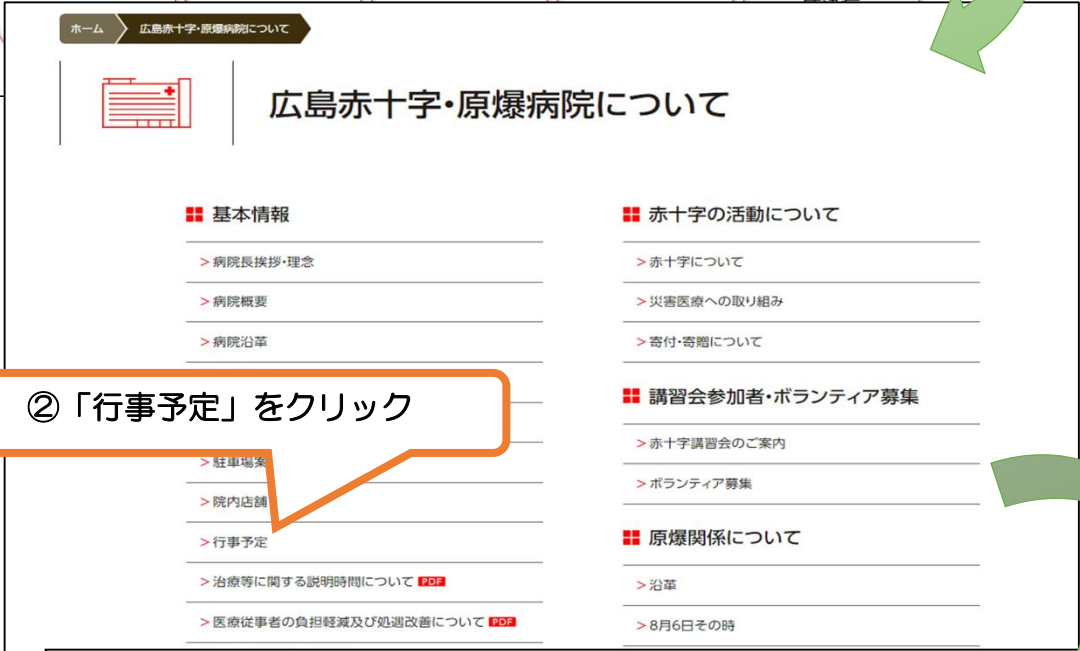 ホーム
広島赤十字・原爆病院について
広島赤十字・原爆病院について
基本情報
>病院長挨拶・理念
>病院概要
>病院沿革
②「行事予定」をクリック
>駐車場案
>院内店舗
>行事予定
>治療等に関する説明時間について PDF
>医療従事者の負担軽減及び処遇改善について PDF
赤十字の活動について
>赤十字について
>災害医療への取り組み
>寄付・寄贈について
講習会参加者・ボランティア募集
>赤十字講習会のご案内
>ボランティア募集
原爆関係について
>沿革
>8月6日その時